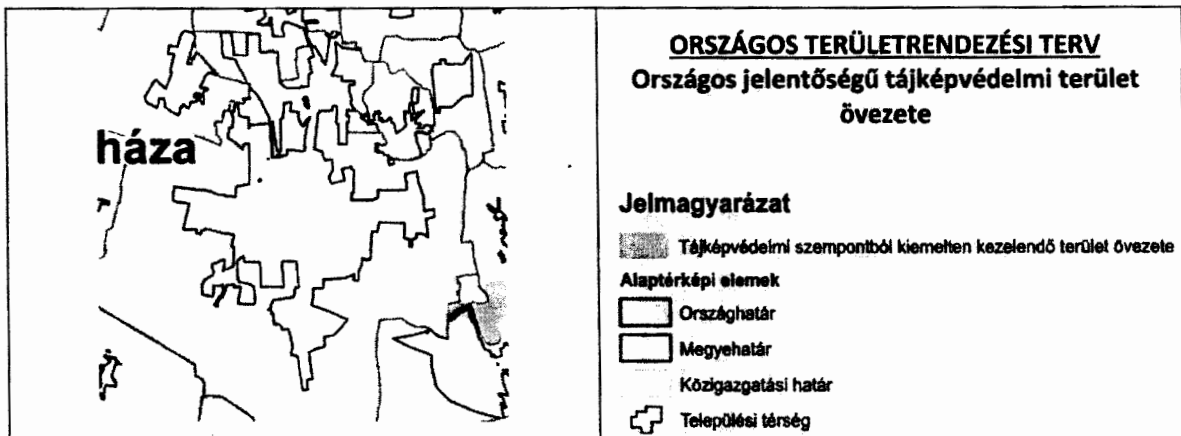 háza
ORSZÁGOS TERÜLETRENDEZÉSI TERV
Országos jelentőségű tájképvédelmi terület
övezete
Jelmagyarázat
Tájképvédelmi szempontból kiemelten kezelendő terület övezete
Alaptérképi elemek
Országhatár
Megyehatár
Közigazgatási határ
Települési térség